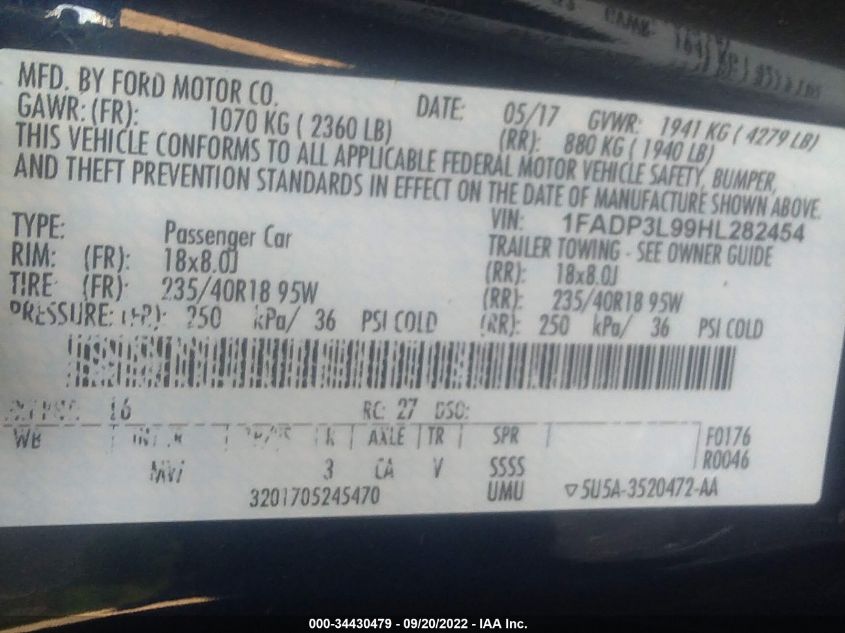 MFD. BY FORD MOTOR CO. DATE: 05/17 GVWR: 1941 KG ( 4279 LB)
GAWR: (FR): 1070 KG ( 2360 LB) (RR): 880 KG ( 1940 LB)
THIS VEHICLE CONFORMS TO ALL APPLICABLE FEDERAL MOTOR VEHICLE SAFETY, BUMPER,
AND THEFT PREVENTION STANDARDS IN EFFECT ON THE DATE OF MANUFACTURE SHOWN ABOVE.
VIN: 1FADP3L99HL282454
TYPE: Passenger Car TRAILER TOWING - SEE OWNER GUIDE
RIM: (FR): 18x8.0J (RR): 18x8.0J
TIRE (FR): 235/40R18 95W (RR): 235/40R18 95W
PRESSURE: (FR): 250 kPa/ 36 PSI COLD (RR): 250 kPa/ 36 PSI COLD
16 RC: 27 DSO:
WB AXLE TR SPR F0176
R0046
3 CA V SSSS
3201705245470 UMU 5U5A-3520472-AA
000-34430479 - 09/20/2022 - IAA Inc.